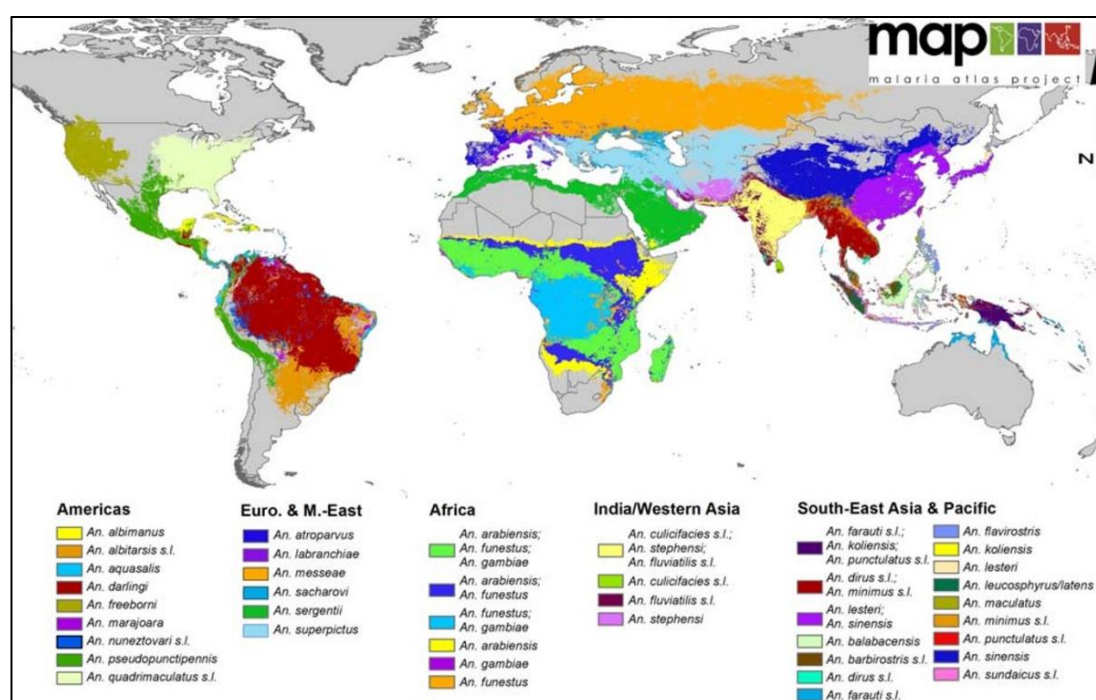 map
malaria atlas project
N
Americas
An. albimanus
An. albitarsis s.l.
An. aquasalis
An. darlingi
An. freeborni
An. marajoara
An. nuneztovari s.l.
An. pseudopunctipennis
An. quadrimaculatus s.l.
Euro. & M.-East
An. atroparvus
An. labranchiae
An. messeae
An. sacharovi
An. sergentii
An. superpictus
Africa
An. arabiensis;
An. funestus;
An. gambiae
An. arabiensis;
An. funestus
An. funestus;
An. gambiae
An. arabiensis
An. gambiae
An. funestus
India/Western Asia
An. culicifacies s.l.;
An. stephensi;
An. fluviatilis s.l.
An. culicifacies s.l.
An. fluviatilis s.l.
An. stephensi
South-East Asia & Pacific
An. farauti s.l.;
An. koliensis;
An. punctulatus s.l.
An. dirus s.l.;
An. minimus s.l.
An. lesteri;
An. sinensis
An. balabacensis
An. barbirostris s.l.
An. dirus s.l.
An. farauti s.l.
An. flavirostris
An. koliensis
An. lesteri
An. leucosphyrus/latens
An. maculatus
An. minimus s.l.
An. punctulatus s.l.
An. sinensis
An. sundaicus s.l.